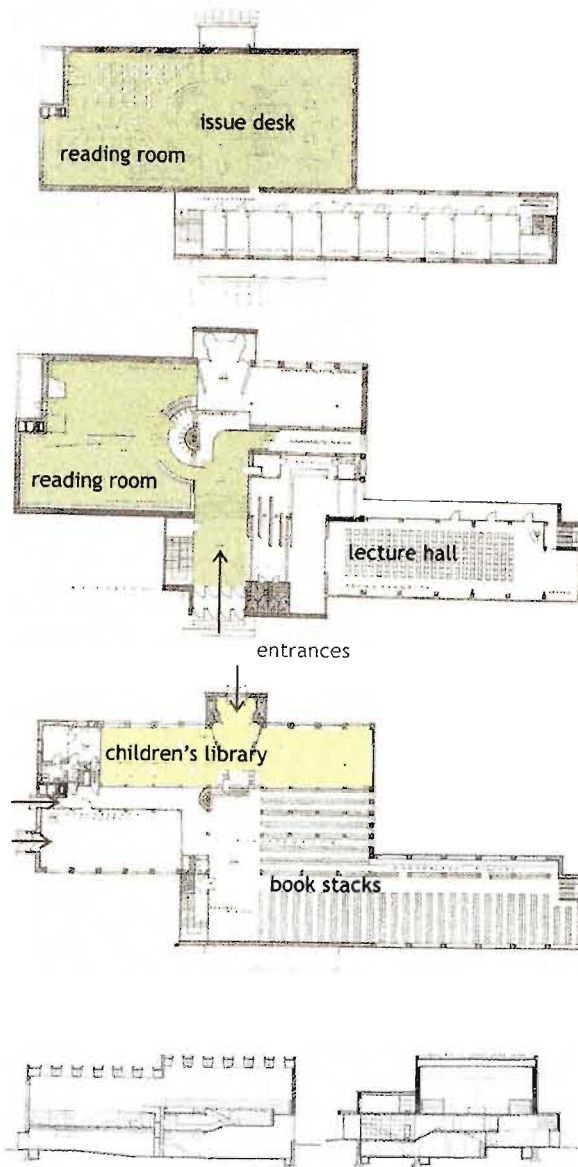 issue desk
reading room
reading room
lecture hall
entrances
children's library
book stacks